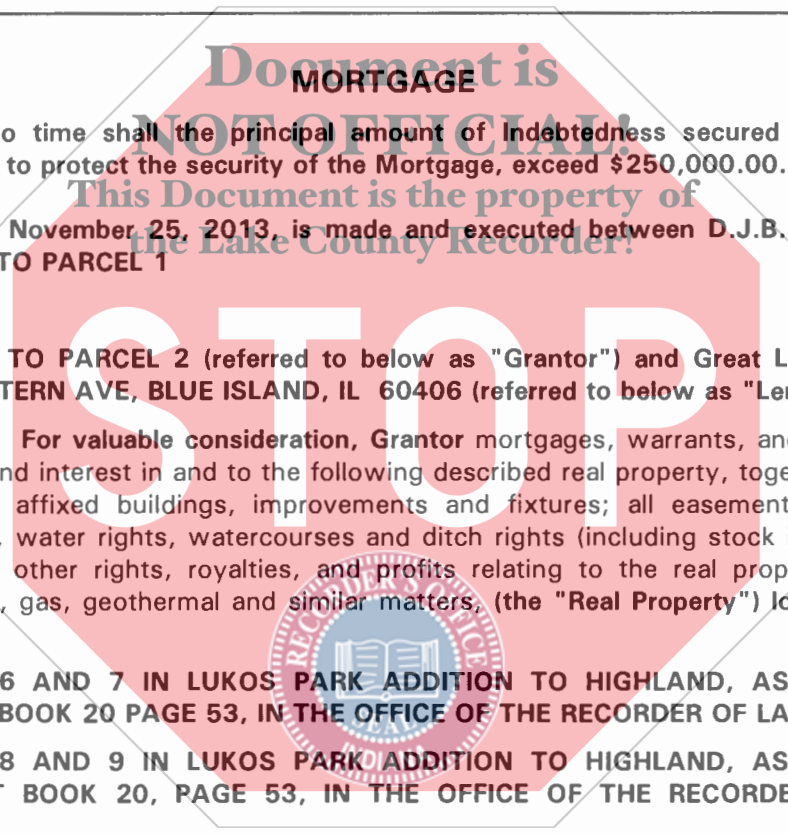 Document is
MORTGAGE
NOT OFFICIAL!
o time shall the principal amount of Indebtedness secured
to protect the security of the Mortgage, exceed $250,000.00.
This Document is the property of
November 25, 2013, is made and executed between D.J.B.
the Lake County Recorder!
TO PARCEL 1
STOP
TO PARCEL 2 (referred to below as "Grantor") and Great L
TERN AVE, BLUE ISLAND, IL 60406 (referred to below as "Le
For valuable consideration, Grantor mortgages, warrants, an
nd interest in and to the following described real property, toge
affixed buildings, improvements and fixtures; all easement
, water rights, watercourses and ditch rights (including stock
other rights, royalties, and profits relating to the real prop
, gas, geothermal and similar matters, (the "Real Property") lo
RECORDER'S OFFICE
SEAL
INDIANA
6 AND 7 IN LUKOS PARK ADDITION TO HIGHLAND, AS
BOOK 20 PAGE 53, IN THE OFFICE OF THE RECORDER OF LA
8 AND 9 IN LUKOS PARK ADDITION TO HIGHLAND, AS
T BOOK 20, PAGE 53, IN THE OFFICE OF THE RECORDE